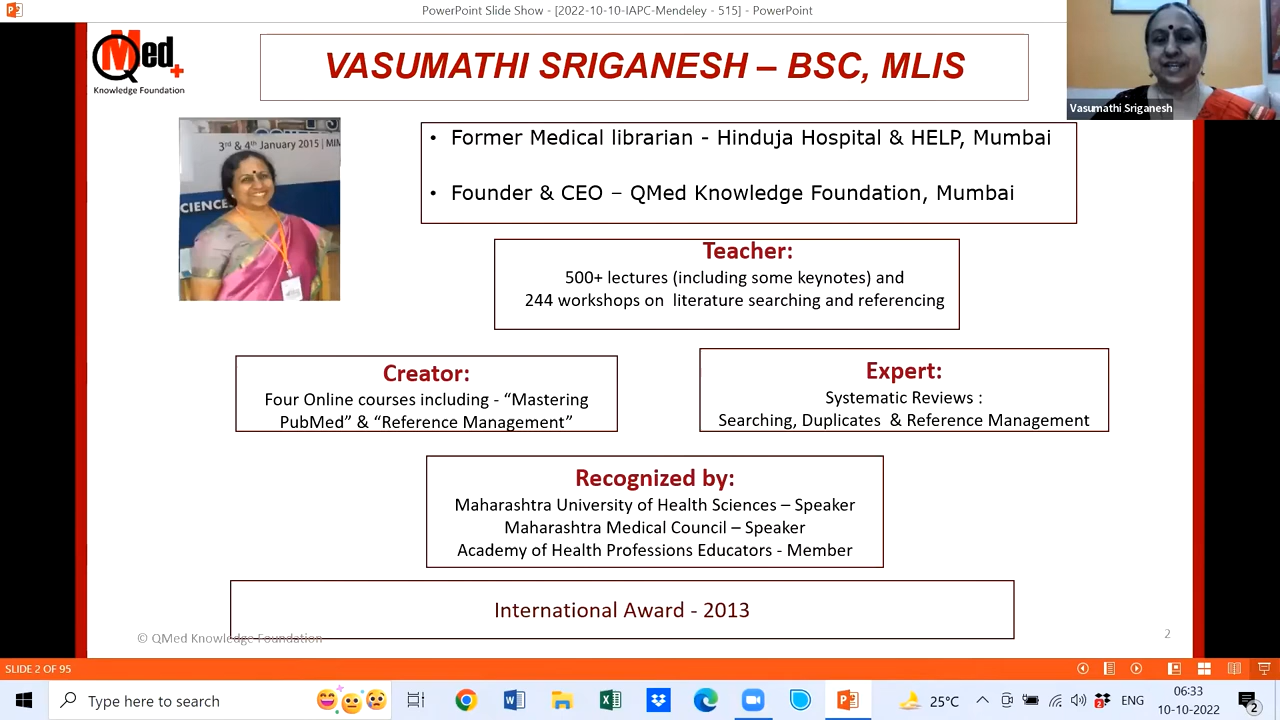 PowerPoint Slide Show - [2022-10-10-IAPC-Mendeley - 515] - PowerPoint
QMed
Knowledge Foundation
VASUMATHI SRIGANESH – BSC, MLIS
Vasumathi Sriganesh
3rd & 4th January 2015 | MIM
SCIENCE
• Former Medical librarian - Hinduja Hospital & HELP, Mumbai
• Founder & CEO – QMed Knowledge Foundation, Mumbai
Teacher:
500+ lectures (including some keynotes) and
244 workshops on literature searching and referencing
Creator:
Four Online courses including - “Mastering
PubMed” & “Reference Management”
Expert:
Systematic Reviews :
Searching, Duplicates & Reference Management
Recognized by:
Maharashtra University of Health Sciences – Speaker
Maharashtra Medical Council – Speaker
Academy of Health Professions Educators - Member
International Award - 2013
© QMed Knowledge Foundation
2
SLIDE 2 OF 95
Type here to search
25°C
ENG
06:33
10-10-2022
2